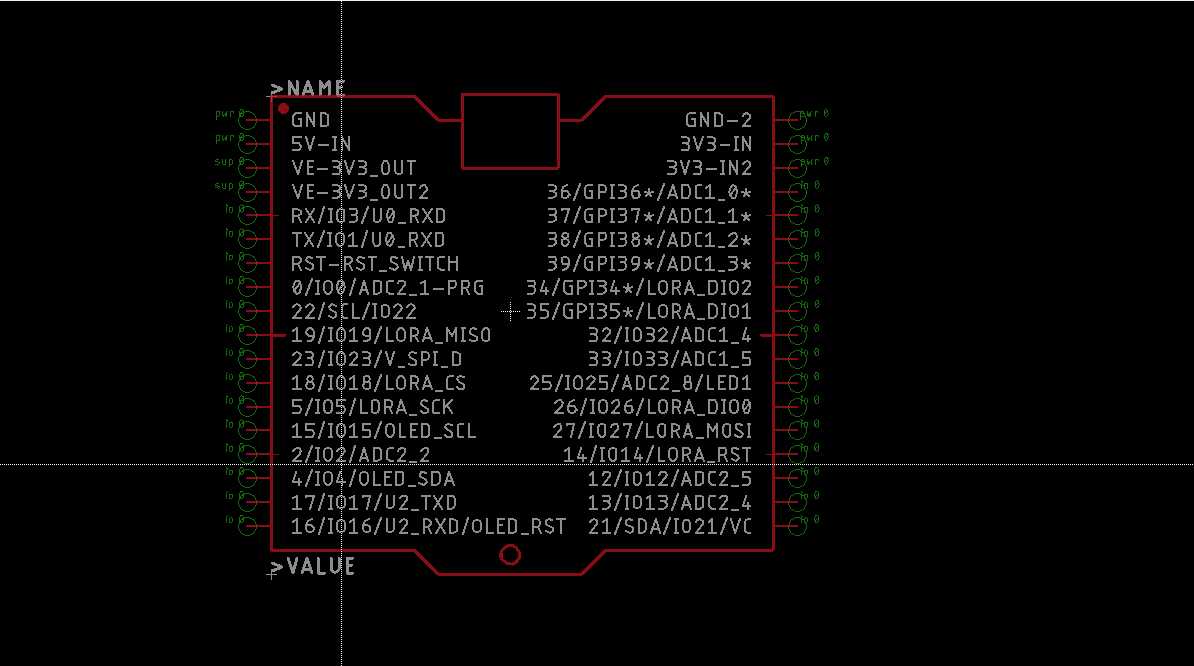 >NAME
pwr 0 GND GND-2 pwr 0
pwr 0 5V-IN 3V3-IN pwr 0
sup 0 VE-3V3_OUT 3V3-IN2 pwr 0
sup 0 VE-3V3_OUT2 36/GPI36*/ADC1_0* io 0
io 0 RX/IO3/U0_RXD 37/GPI37*/ADC1_1* io 0
io 0 TX/IO1/U0_RXD 38/GPI38*/ADC1_2* io 0
io 0 RST-RST_SWITCH 39/GPI39*/ADC1_3* io 0
io 0 0/IO0/ADC2_1-PRG 34/GPI34*/LORA_DIO2 io 0
io 0 22/SCL/IO22 35/GPI35*/LORA_DIO1 io 0
io 0 19/IO19/LORA_MISO 32/IO32/ADC1_4 io 0
io 0 23/IO23/V_SPI_D 33/IO33/ADC1_5 io 0
io 0 18/IO18/LORA_CS 25/IO25/ADC2_8/LED1 io 0
io 0 5/IO5/LORA_SCK 26/IO26/LORA_DIO0 io 0
io 0 15/IO15/OLED_SCL 27/IO27/LORA_MOSI io 0
io 0 2/IO2/ADC2_2 14/IO14/LORA_RST io 0
io 0 4/IO4/OLED_SDA 12/IO12/ADC2_5 io 0
io 0 17/IO17/U2_TXD 13/IO13/ADC2_4 io 0
io 0 16/IO16/U2_RXD/OLED_RST 21/SDA/IO21/VC io 0
>VALUE